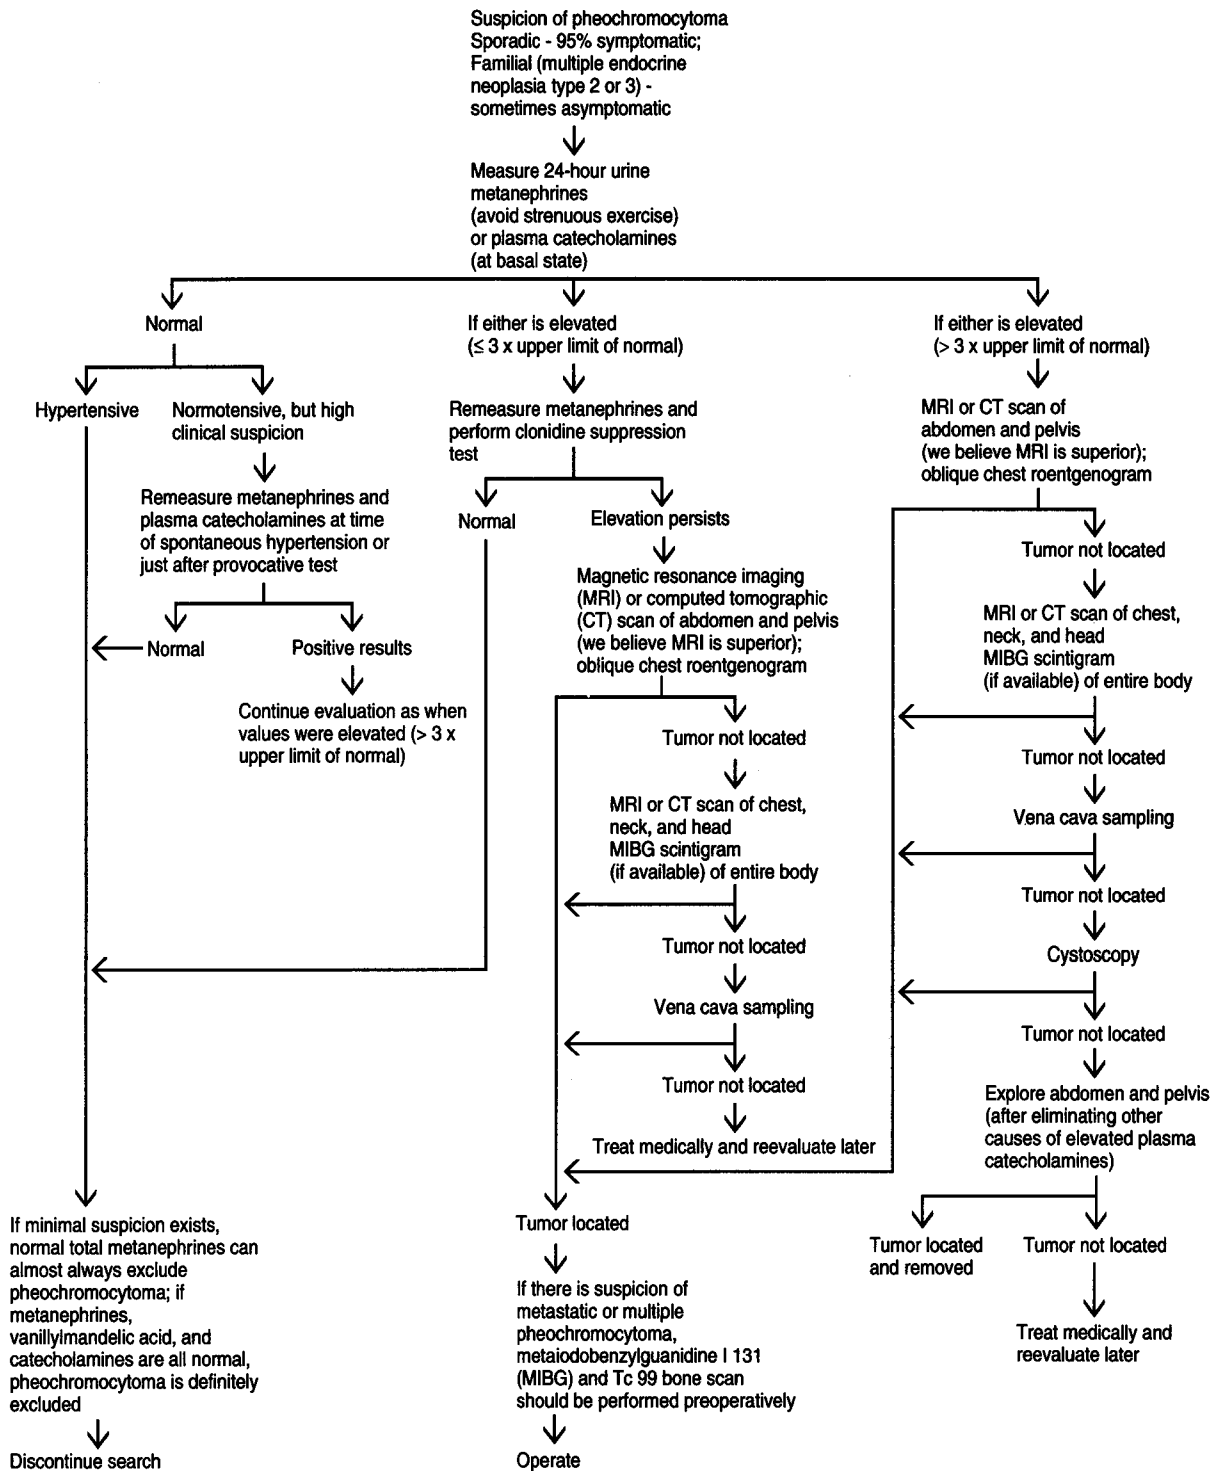 Suspicion of pheochromocytoma
Sporadic - 95% symptomatic;
Familial (multiple endocrine
neoplasia type 2 or 3) -
sometimes asymptomatic
Measure 24-hour urine
metanephrines
(avoid strenuous exercise)
or plasma catecholamines
(at basal state)
Normal
Hypertensive
Normotensive, but high
clinical suspicion
Remeasure metanephrines and
plasma catecholamines at time
of spontaneous hypertension or
just after provocative test
Normal
Positive results
Continue evaluation as when
values were elevated (> 3 x
upper limit of normal)
If minimal suspicion exists,
normal total metanephrines can
almost always exclude
pheochromocytoma; if
metanephrines,
vanillylmandelic acid, and
catecholamines are all normal,
pheochromocytoma is definitely
excluded
Discontinue search
If either is elevated
(≤ 3 x upper limit of normal)
Remeasure metanephrines and
perform clonidine suppression
test
Normal
Elevation persists
Magnetic resonance imaging
(MRI) or computed tomographic
(CT) scan of abdomen and pelvis
(we believe MRI is superior);
oblique chest roentgenogram
Tumor not located
MRI or CT scan of chest,
neck, and head
MIBG scintigram
(if available) of entire body
Tumor not located
Vena cava sampling
Tumor not located
Treat medically and reevaluate later
Tumor located
If there is suspicion of
metastatic or multiple
pheochromocytoma,
metaiodobenzylguanidine I 131
(MIBG) and Tc 99 bone scan
should be performed preoperatively
Operate
If either is elevated
(> 3 x upper limit of normal)
MRI or CT scan of
abdomen and pelvis
(we believe MRI is superior);
oblique chest roentgenogram
Tumor not located
MRI or CT scan of chest,
neck, and head
MIBG scintigram
(if available) of entire body
Tumor not located
Vena cava sampling
Tumor not located
Cystoscopy
Tumor not located
Explore abdomen and pelvis
(after eliminating other
causes of elevated plasma
catecholamines)
Tumor located
and removed
Tumor not located
Treat medically and
reevaluate later